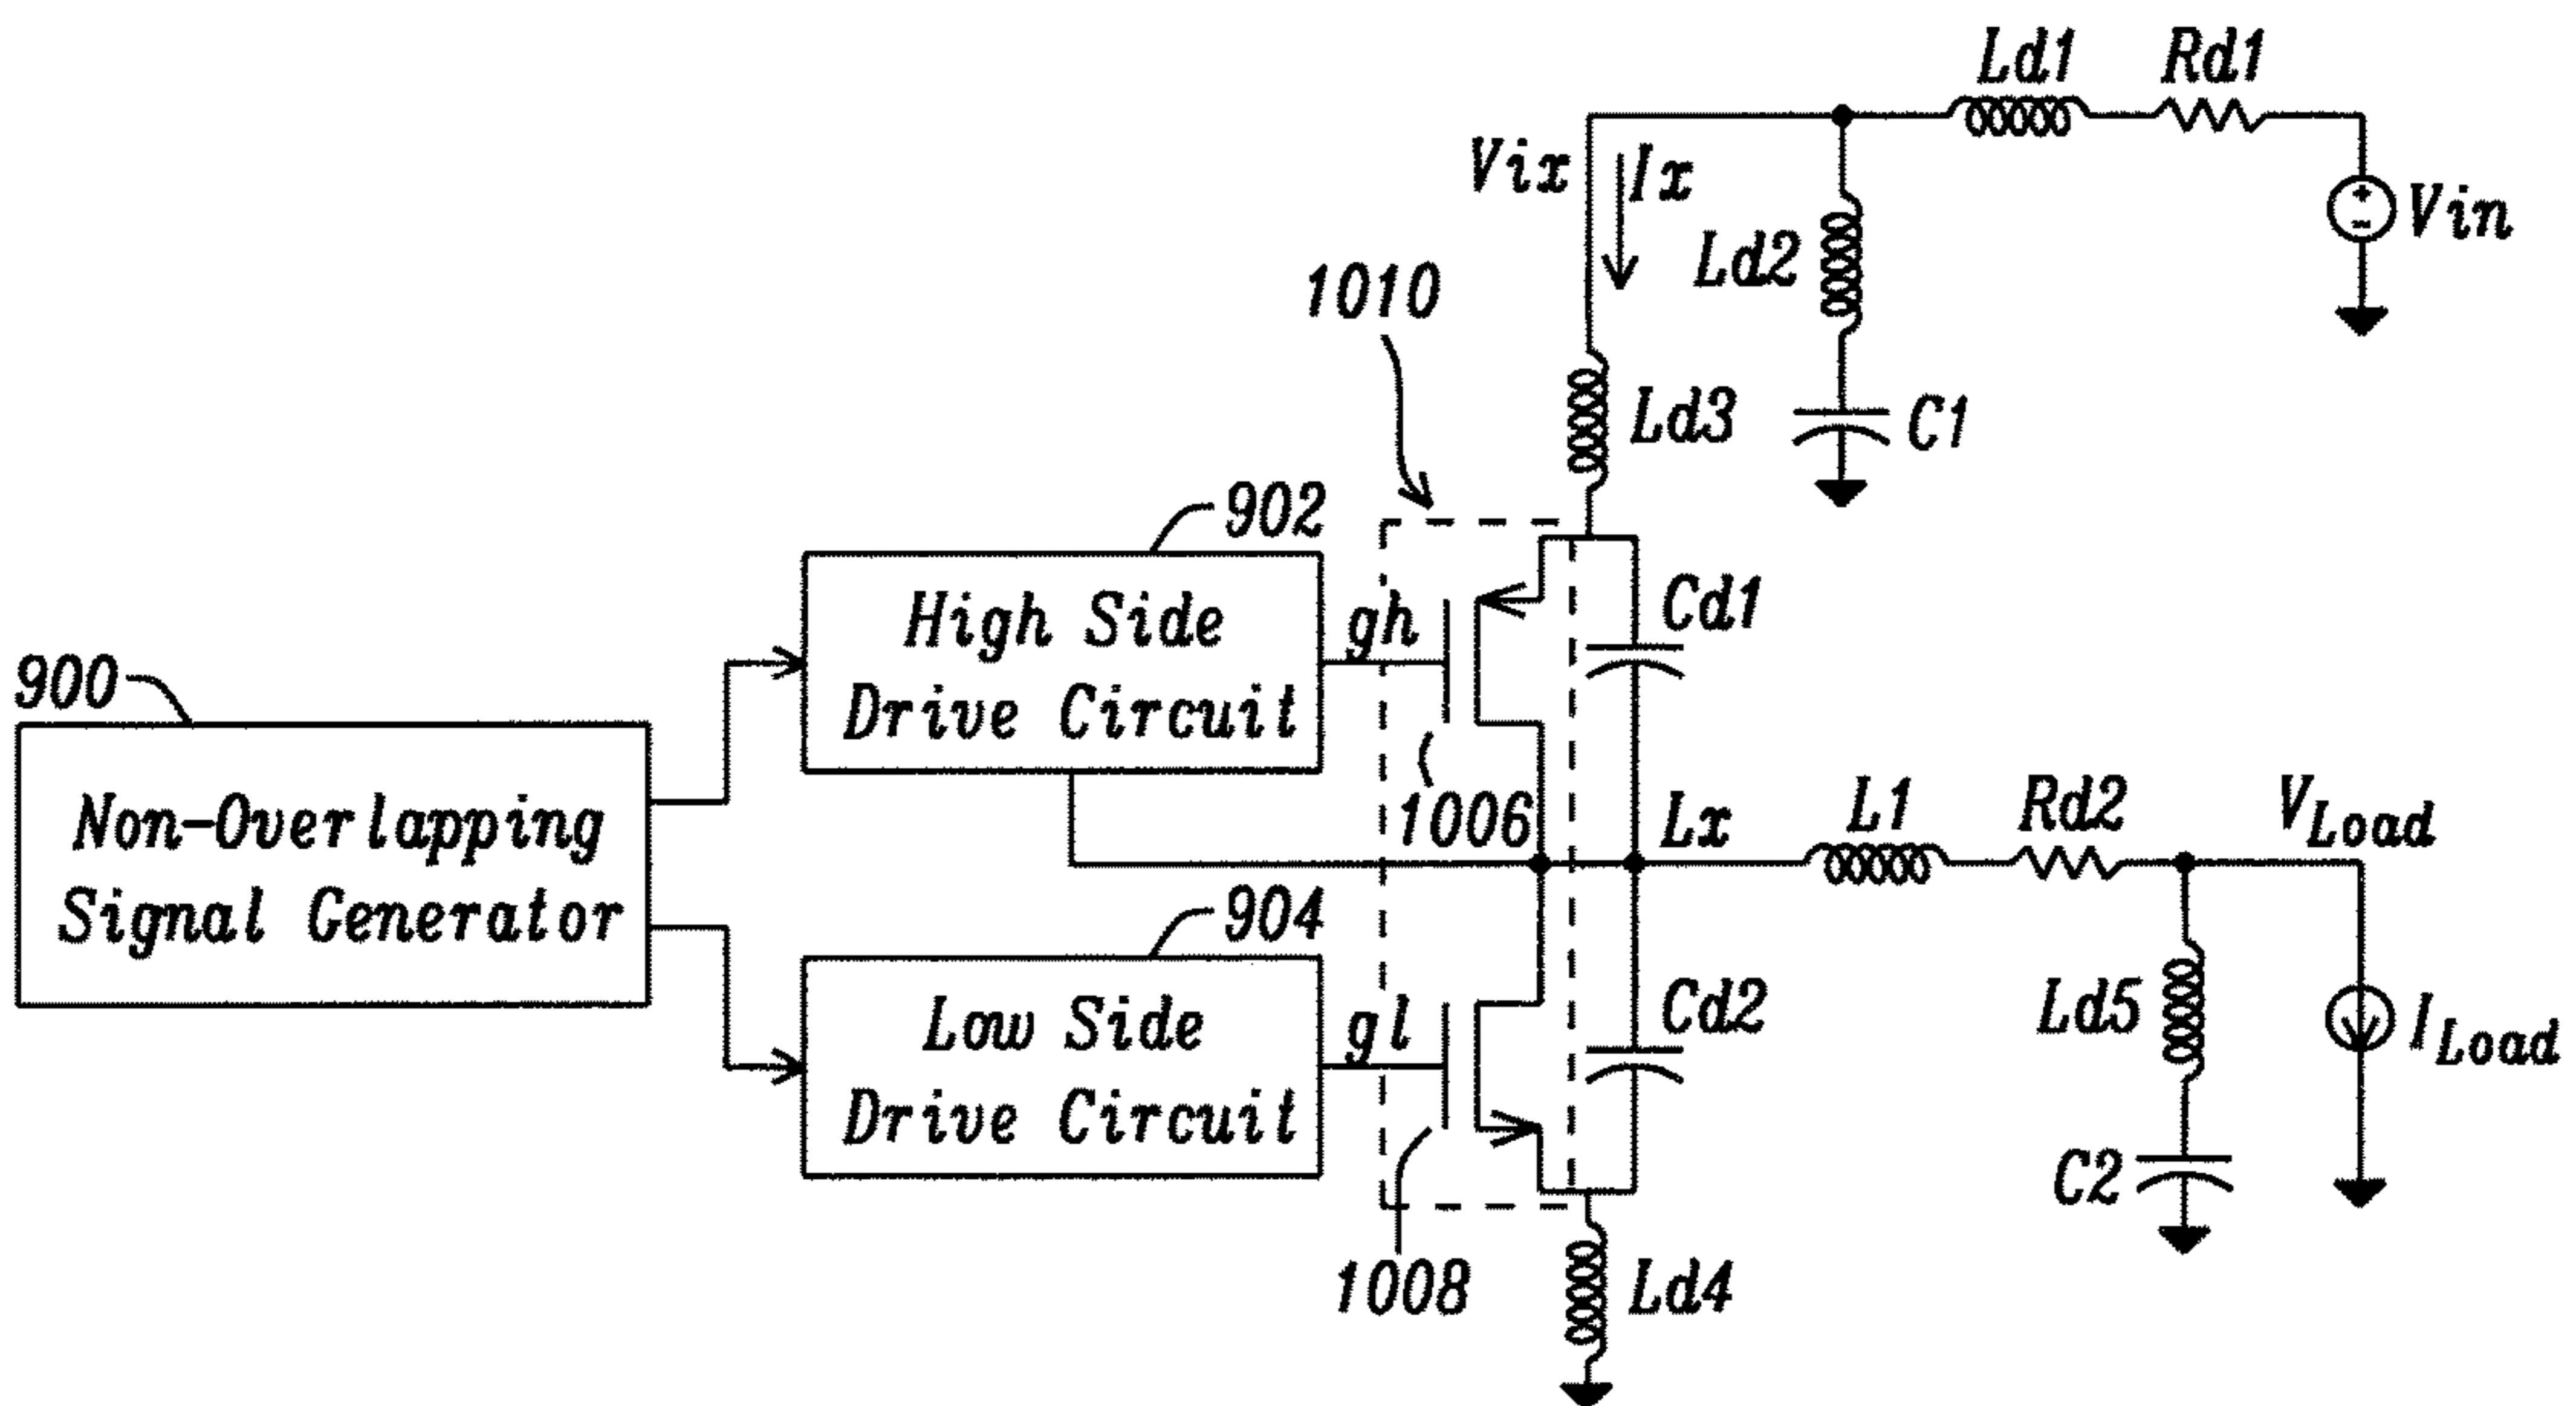 Ld1 Rd1
Vix Ix
Ld2
+
-
Vin
1010
Ld3
C1
902
High Side
Drive Circuit
gh
Cd1
900
Non-Overlapping
Signal Generator
1006
Lx
L1
Rd2
VLoad
904
Low Side
Drive Circuit
gl
Cd2
Ld5
ILoad
C2
1008
Ld4